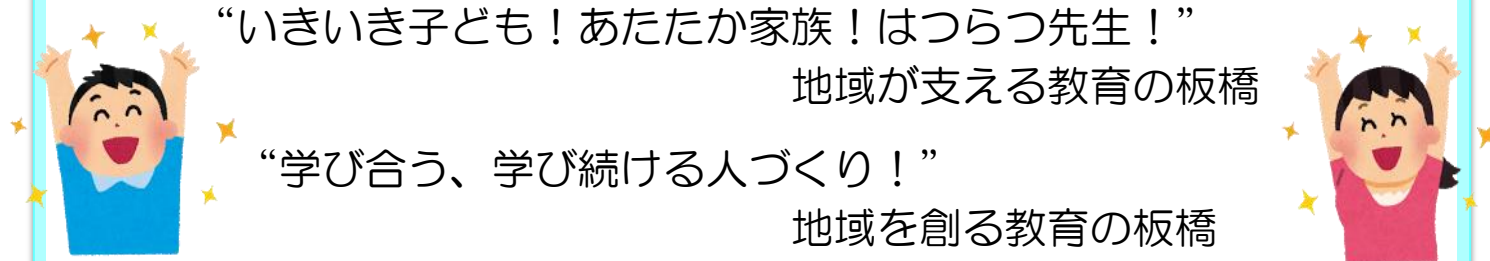 “いきいき子ども！あたたか家族！はつらつ先生！”
地域が支える教育の板橋
“学び合う、学び続ける人づくり！”
地域を創る教育の板橋